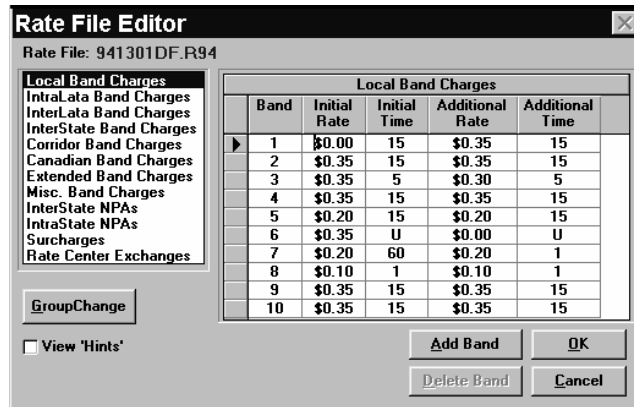 Rate File Editor
Rate File: 941301DF.R94
Local Band Charges
IntraLata Band Charges
InterLata Band Charges
InterState Band Charges
Corridor Band Charges
Canadian Band Charges
Extended Band Charges
Misc. Band Charges
InterState NPAs
IntraState NPAs
Surcharges
Rate Center Exchanges
Local Band Charges
Band Initial Rate Initial Time Additional Rate Additional Time
1 $0.00 15 $0.35 15
2 $0.35 15 $0.35 15
3 $0.35 5 $0.30 5
4 $0.35 15 $0.35 15
5 $0.20 15 $0.20 15
6 $0.35 U $0.00 U
7 $0.20 60 $0.20 1
8 $0.10 1 $0.10 1
9 $0.35 15 $0.35 15
10 $0.35 15 $0.35 15
GroupChange
View 'Hints'
Add Band
OK
Delete Band
Cancel